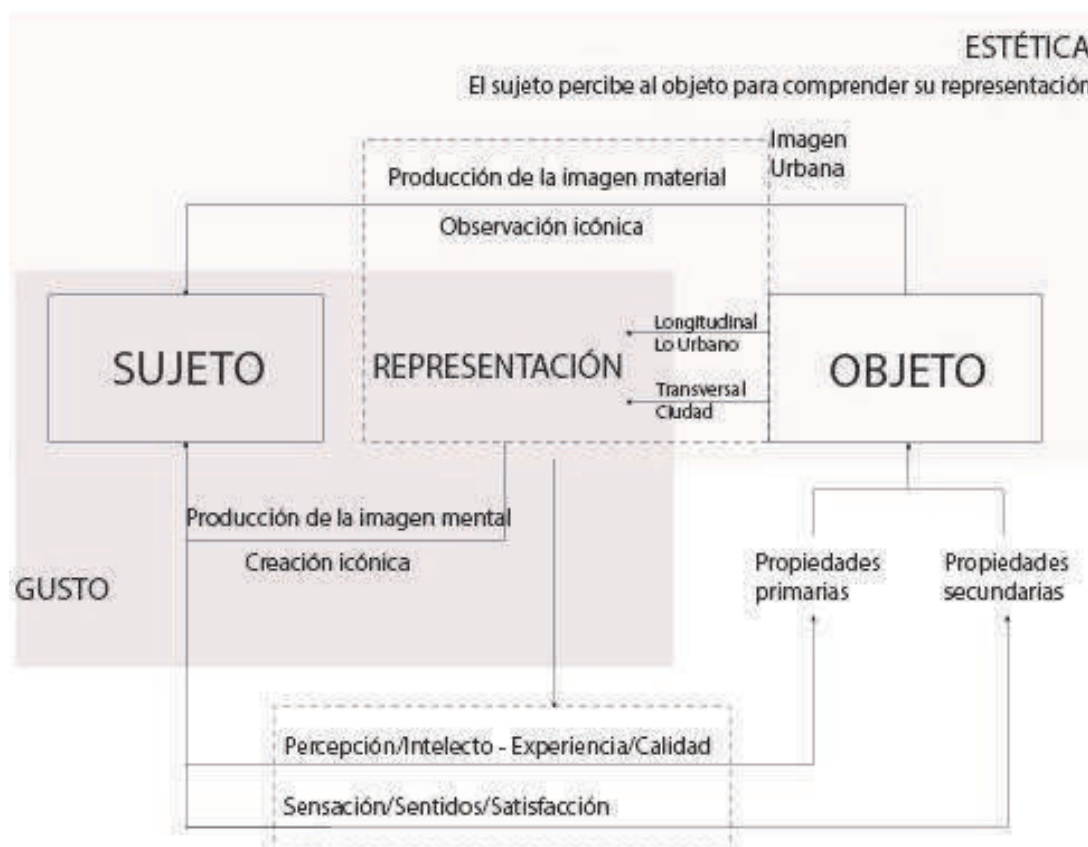 ESTÉTICA
El sujeto percibe al objeto para comprender su representación
Imagen
Urbana
Producción de la imagen material
Observación icónica
SUJETO
REPRESENTACIÓN
Longitudinal
Lo Urbano
Transversal
Ciudad
OBJETO
Producción de la imagen mental
Creación icónica
GUSTO
Propiedades
primarias
Propiedades
secundarias
Percepción/Intelecto - Experiencia/Calidad
Sensación/Sentidos/Satisfacción